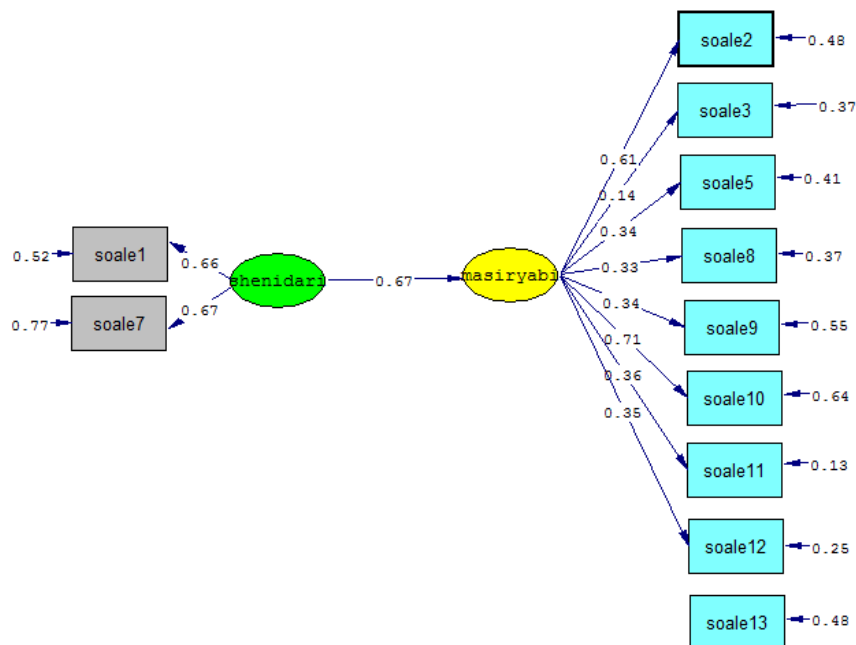 soale2
0.48
soale3
0.37
0.61
soale5
0.41
0.14
0.34
soale1
0.52
0.66
shenidari
0.67
masiryabi
0.33
soale8
0.37
soale7
0.77
0.67
0.34
soale9
0.55
0.71
0.36
soale10
0.64
0.35
soale11
0.13
soale12
0.25
soale13
0.48